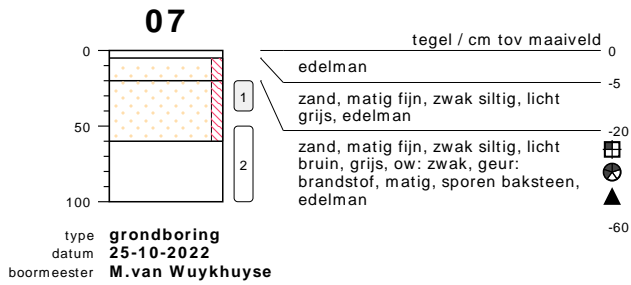 07
tegel / cm tov maaiveld
0
0
edelman
-5
zand, matig fijn, zwak siltig, licht
grijs, edelman
1
-20
50
zand, matig fijn, zwak siltig, licht
bruin, grijs, ow: zwak, geur:
brandstof, matig, sporen baksteen,
edelman
2
100
-60
type grondboring
datum 25-10-2022
boormeester M.van Wuykhuyse